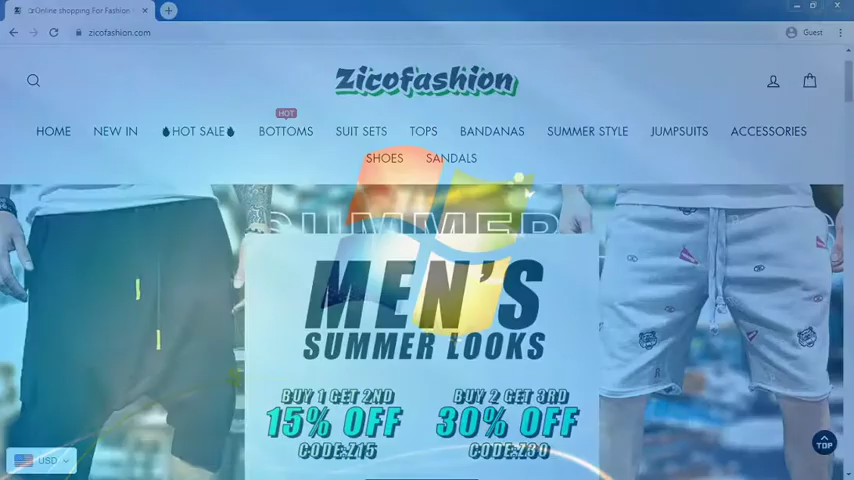 Online shopping For Fashion
zicofashion.com
Guest
Zicofashion
HOT
HOME NEW IN HOT SALE BOTTOMS SUIT SETS TOPS BANDANAS SUMMER STYLE JUMPSUITS ACCESSORIES
SHOES SANDALS
SUMMER
MEN'S
SUMMER LOOKS
BUY 1 GET 2ND BUY 2 GET 3RD
15% OFF 30% OFF
CODE:Z15 CODE:Z30
TOP
USD